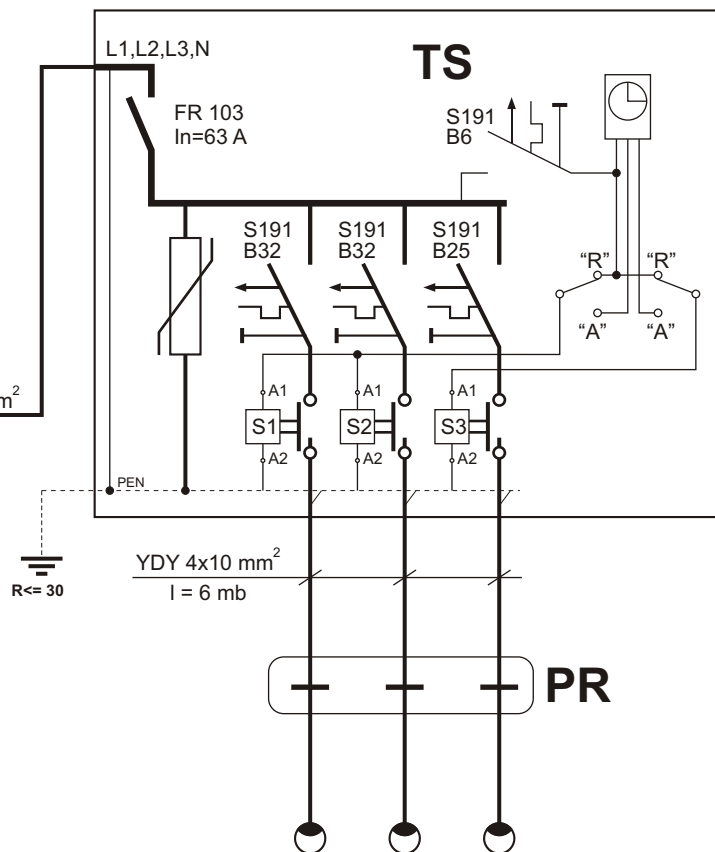 L1,L2,L3,N
TS
FR 103
In=63 A
S191
B6
S191
B32
S191
B32
S191
B25
“R”
“R”
“A”
“A”
A1
A1
A1
S1
S2
S3
A2
A2
A2
m²
PEN
R<= 30
YDY 4x10 mm²
l = 6 mb
PR